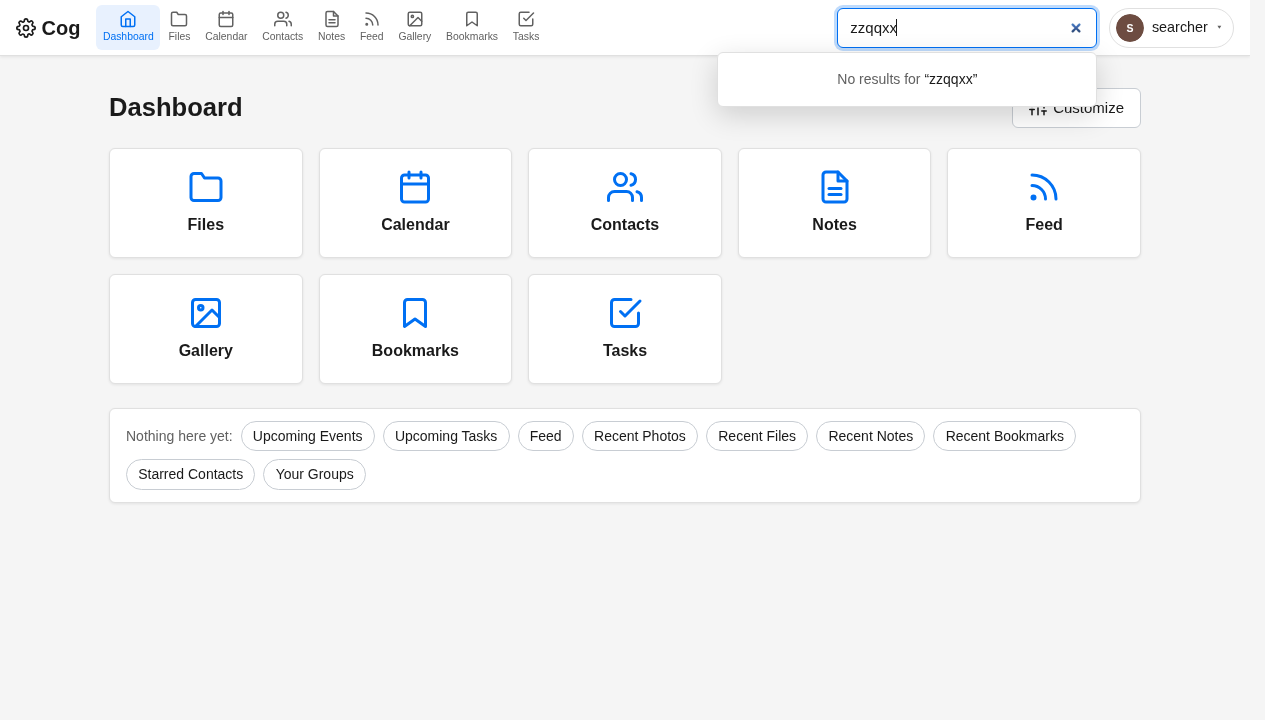 Cog
Dashboard
Files
Calendar
Contacts
Notes
Feed
Gallery
Bookmarks
Tasks
zzqqxx
S
searcher
No results for “zzqqxx”
Dashboard
Customize
Files
Calendar
Contacts
Notes
Feed
Gallery
Bookmarks
Tasks
Nothing here yet: Upcoming Events Upcoming Tasks Feed Recent Photos Recent Files Recent Notes Recent Bookmarks
Starred Contacts Your Groups